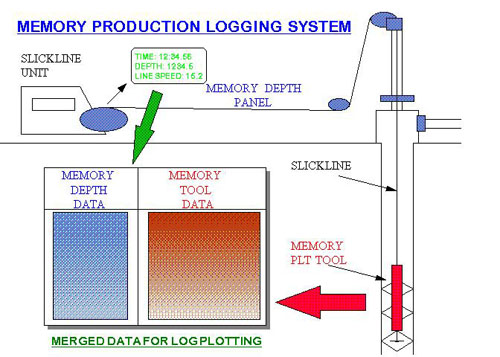 MEMORY PRODUCTION LOGGING SYSTEM
SLICKLINE
UNIT
TIME: 12:34.56
DEPTH: 1234.5
LINE SPEED: 15.2
MEMORY DEPTH
PANEL
MEMORY
DEPTH
DATA
MEMORY
TOOL
DATA
SLICKLINE
MEMORY
PLT TOOL
MERGED DATA FOR LOG PLOTTING